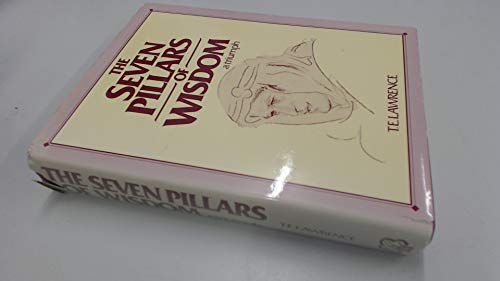 THE
SEVEN
PILLARS
OF
WISDOM
a triumph
T.E. LAWRENCE
THE SEVEN PILLARS
OF WISDOM
T.E. LAWRENCE